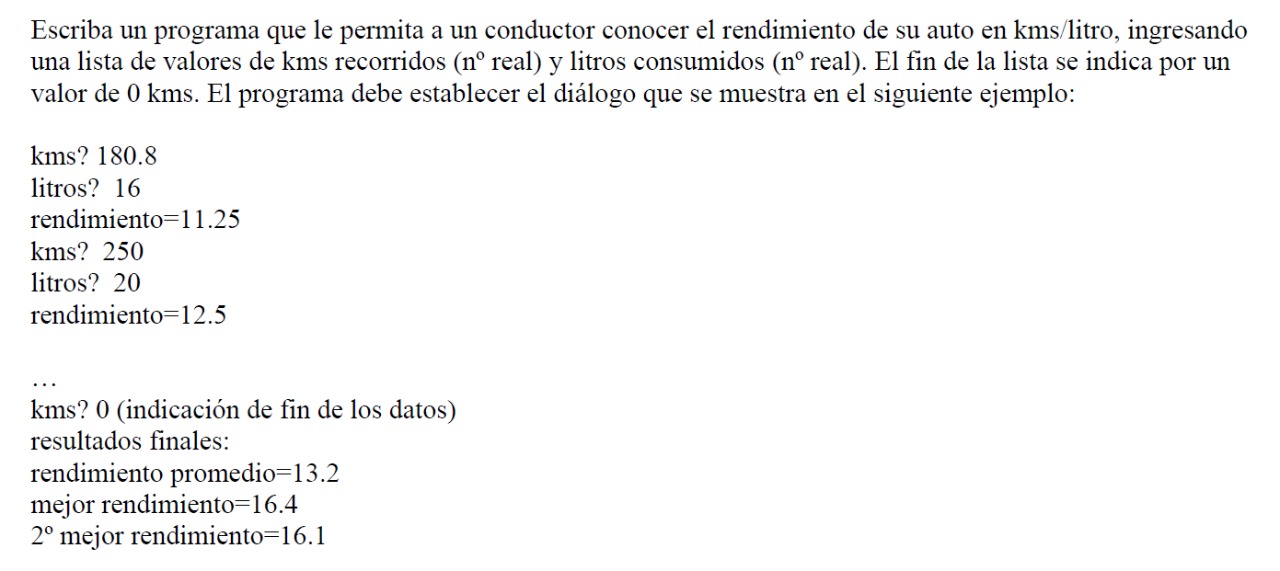 Escriba un programa que le permita a un conductor conocer el rendimiento de su auto en kms/litro, ingresando
una lista de valores de kms recorridos (nº real) y litros consumidos (nº real). El fin de la lista se indica por un
valor de 0 kms. El programa debe establecer el diálogo que se muestra en el siguiente ejemplo:
kms? 180.8
litros? 16
rendimiento=11.25
kms? 250
litros? 20
rendimiento=12.5
…
kms? 0 (indicación de fin de los datos)
resultados finales:
rendimiento promedio=13.2
mejor rendimiento=16.4
2º mejor rendimiento=16.1